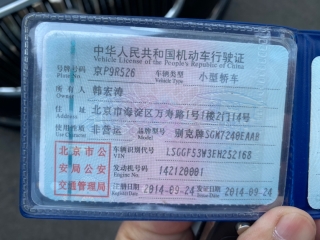 中华人民共和国机动车行驶证
Vehicle License of the People's Republic of China
号牌号码 京P9R526 车辆类型 小型轿车
Plate No. Vehicle Type
所有人 韩宏涛
住址 北京市海淀区万寿路1号1楼2门14号
使用性质 非营运 品牌型号 别克牌SGM7240EAAB
Use Character Model
北京市公安局公安交通管理局
车辆识别代号 LSGGF53W3EH252168
VIN
发动机号码 142120001
Engine No.
注册日期 2014-09-24 发证日期 2014-09-24
Register Date Issue Date